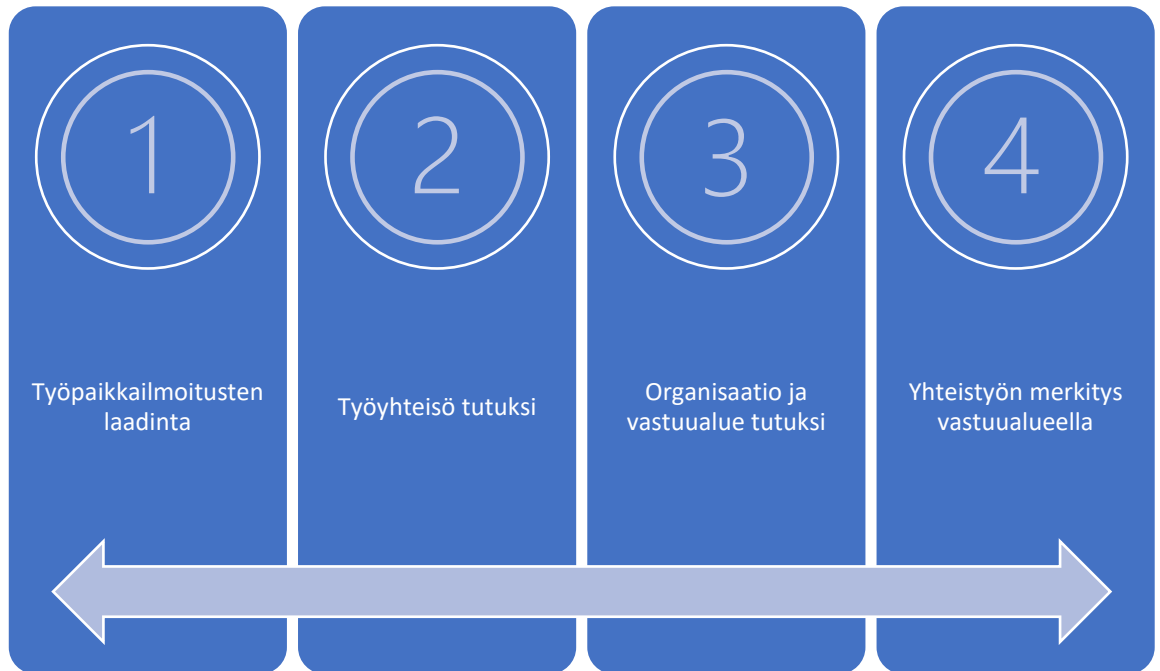 1
Työpaikkailmoitusten
laadinta
2
Työyhteisö tutuksi
3
Organisaatio ja
vastuualue tutuksi
4
Yhteistyön merkitys
vastuualueella